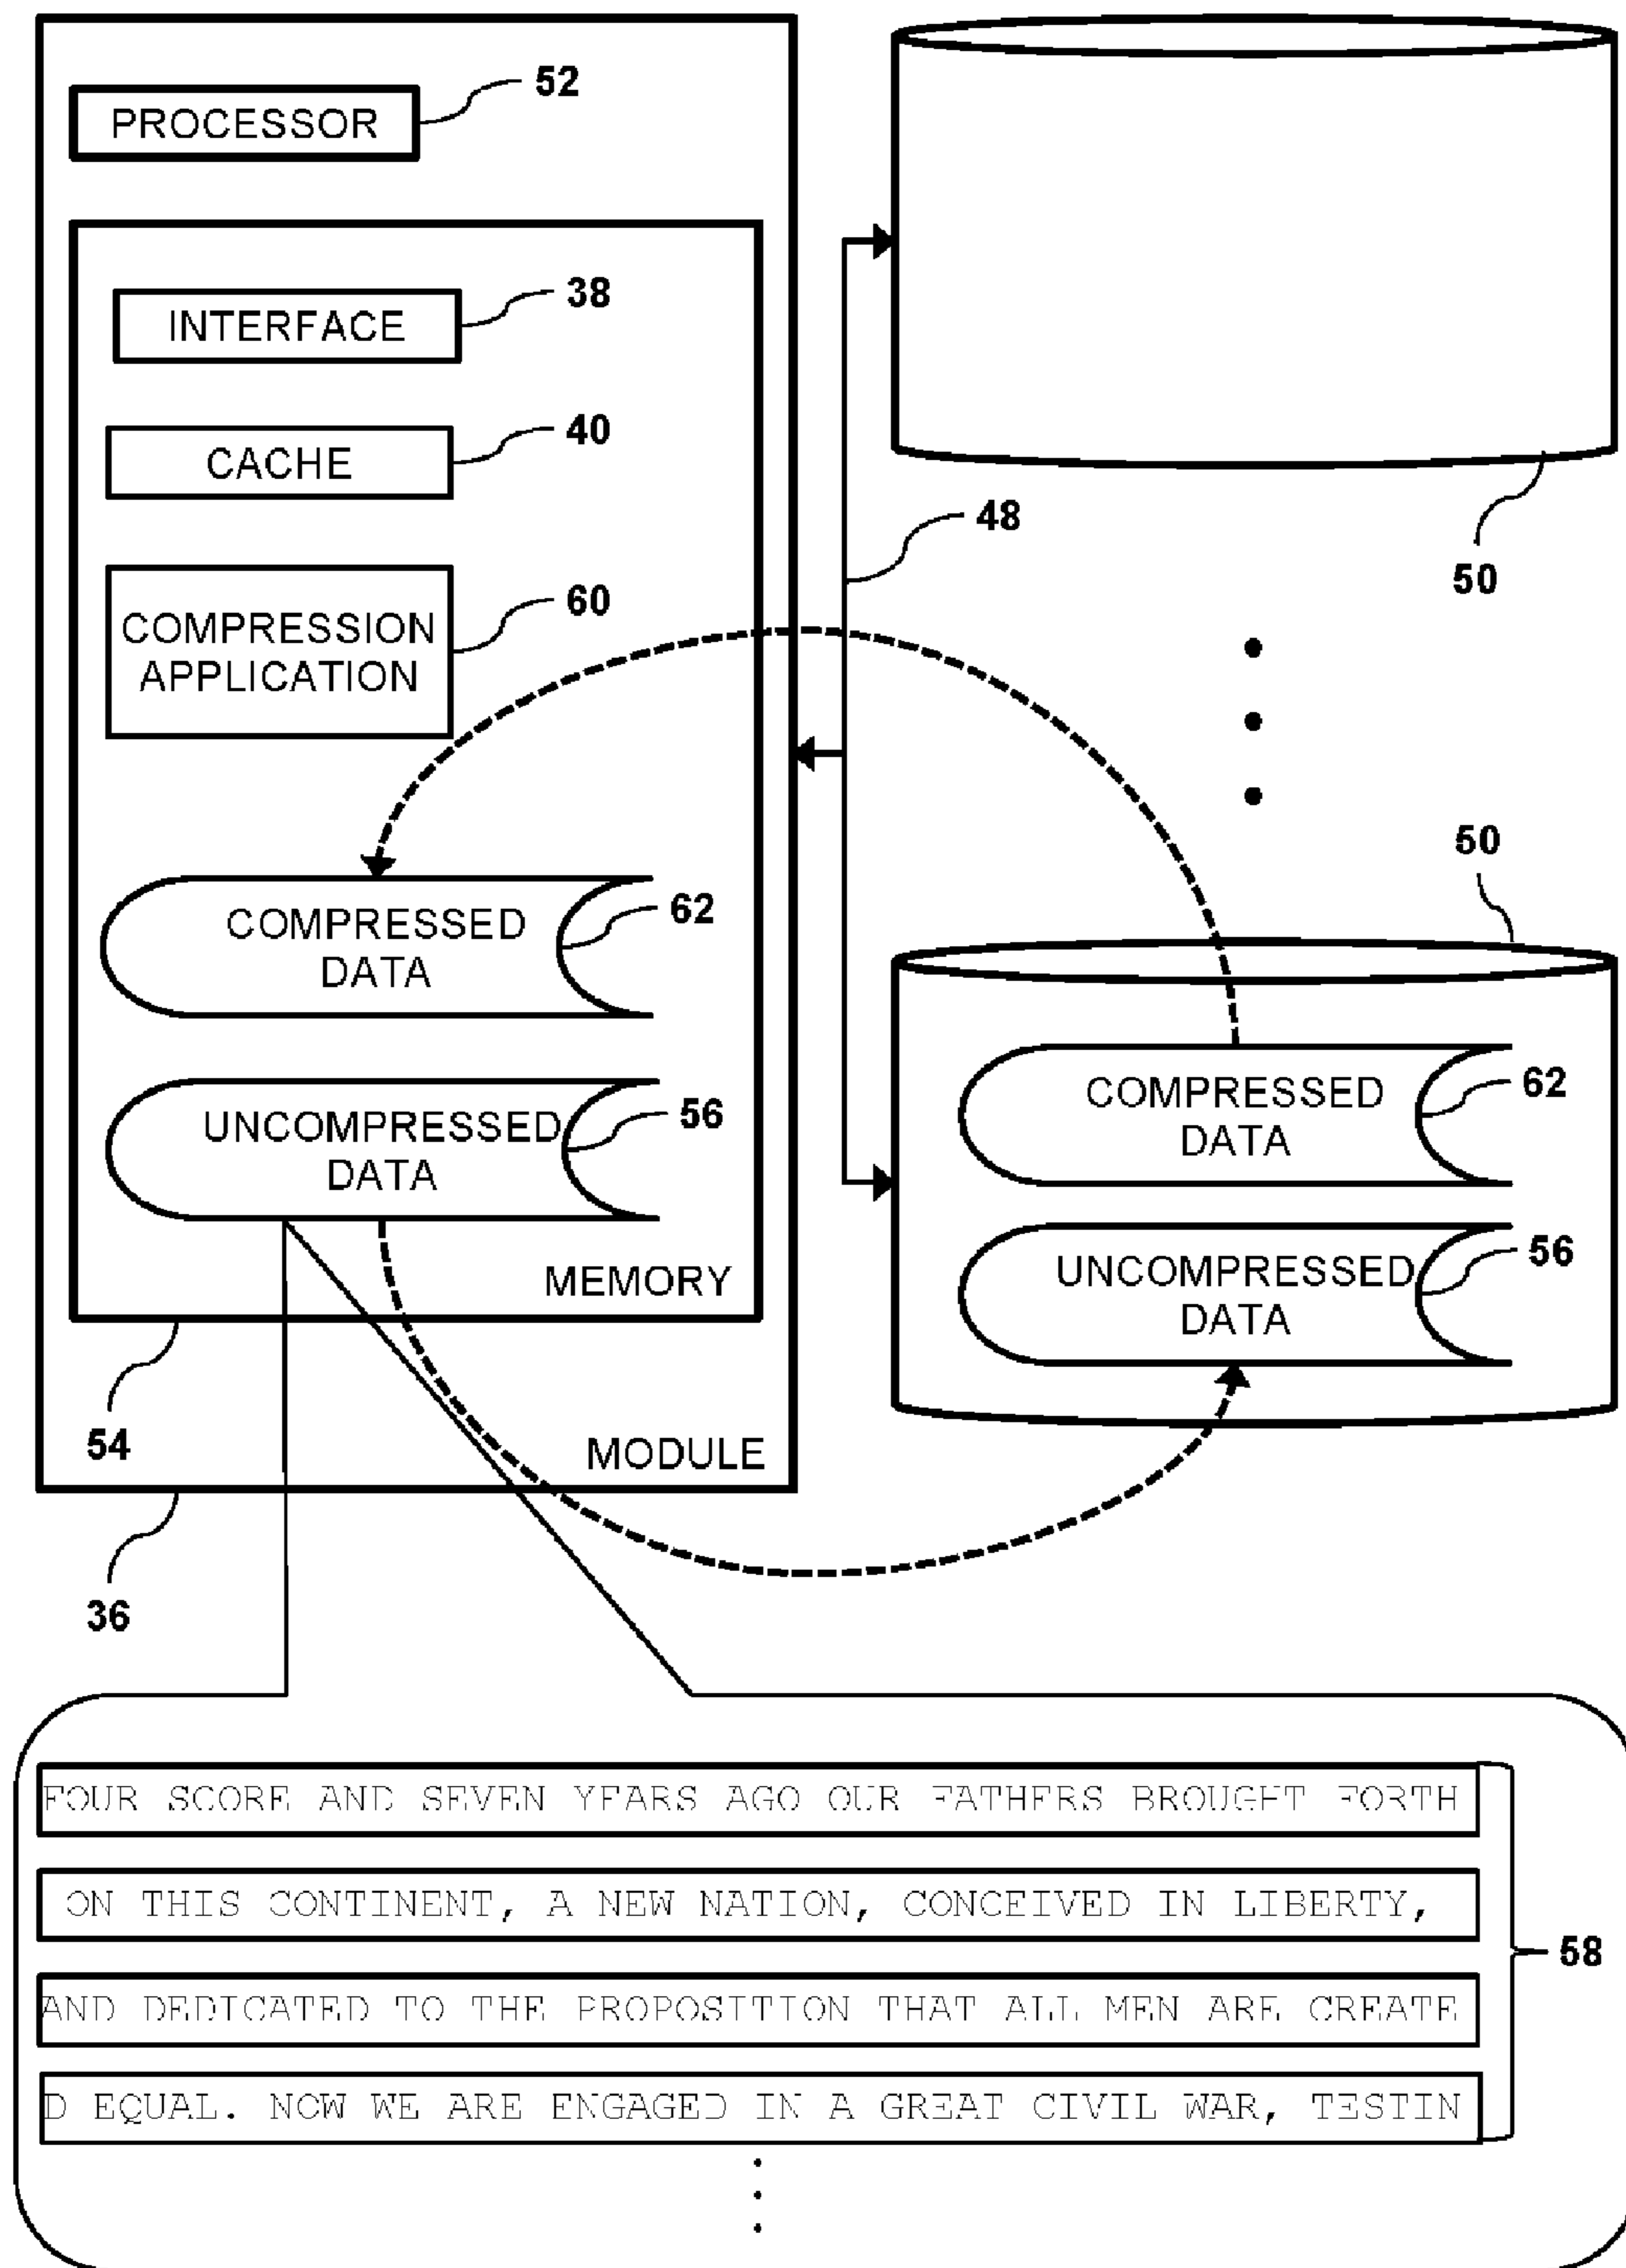 52
PROCESSOR
38
INTERFACE
40
CACHE
48
50
60
COMPRESSION
APPLICATION
50
COMPRESSED
DATA
62
COMPRESSED
DATA
62
UNCOMPRESSED
DATA
56
UNCOMPRESSED
DATA
56
MEMORY
54
MODULE
36
FOUR SCORE AND SEVEN YEARS AGO OUR FATHERS BROUGHT FORTH
ON THIS CONTINENT, A NEW NATION, CONCEIVED IN LIBERTY,
58
AND DEDICATED TO THE PROPOSITION THAT ALL MEN ARE CREATE
D EQUAL. NOW WE ARE ENGAGED IN A GREAT CIVIL WAR, TESTIN